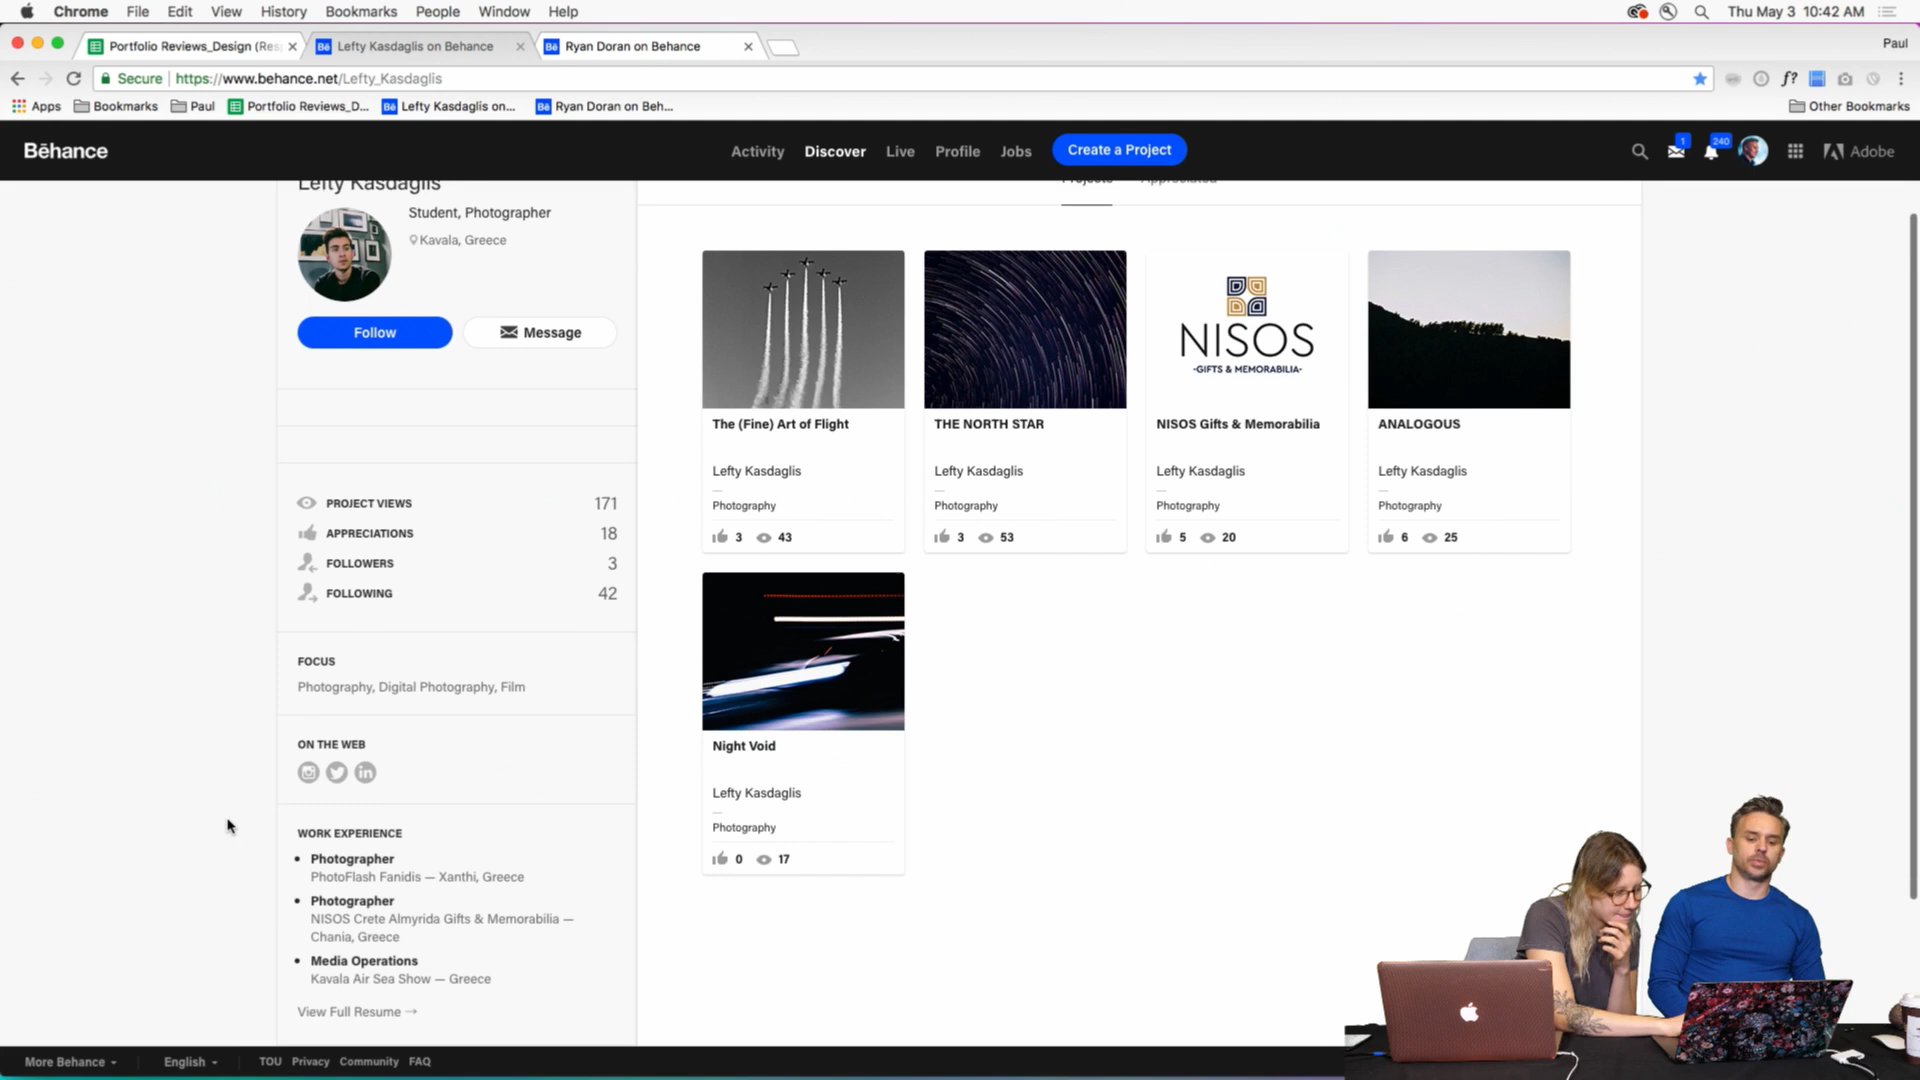 Chrome File Edit View History Bookmarks People Window Help
Thu May 3 10:42 AM
Portfolio Reviews_Design (Res
Lefty Kasdaglis on Behance
Ryan Doran on Behance
Paul
Secure https://www.behance.net/Lefty_Kasdaglis
f?
Apps Bookmarks Paul Portfolio Reviews_D... Lefty Kasdaglis on... Ryan Doran on Beh... Other Bookmarks
Bēhance
Activity Discover Live Profile Jobs Create a Project
1
240
Adobe
Lefty Kasdaglis
Student, Photographer
Kavala, Greece
Follow
Message
PROJECT VIEWS 171
APPRECIATIONS 18
FOLLOWERS 3
FOLLOWING 42
FOCUS
Photography, Digital Photography, Film
ON THE WEB
WORK EXPERIENCE
Photographer
PhotoFlash Fanidis — Xanthi, Greece
Photographer
NISOS Crete Almyrida Gifts & Memorabilia —
Chania, Greece
Media Operations
Kavala Air Sea Show — Greece
View Full Resume →
Projects Appreciated
The (Fine) Art of Flight
Lefty Kasdaglis
Photography
3 43
THE NORTH STAR
Lefty Kasdaglis
Photography
3 53
NISOS
-GIFTS & MEMORABILIA-
NISOS Gifts & Memorabilia
Lefty Kasdaglis
Photography
5 20
ANALOGOUS
Lefty Kasdaglis
Photography
6 25
Night Void
Lefty Kasdaglis
Photography
0 17
More Behance English TOU Privacy Community FAQ